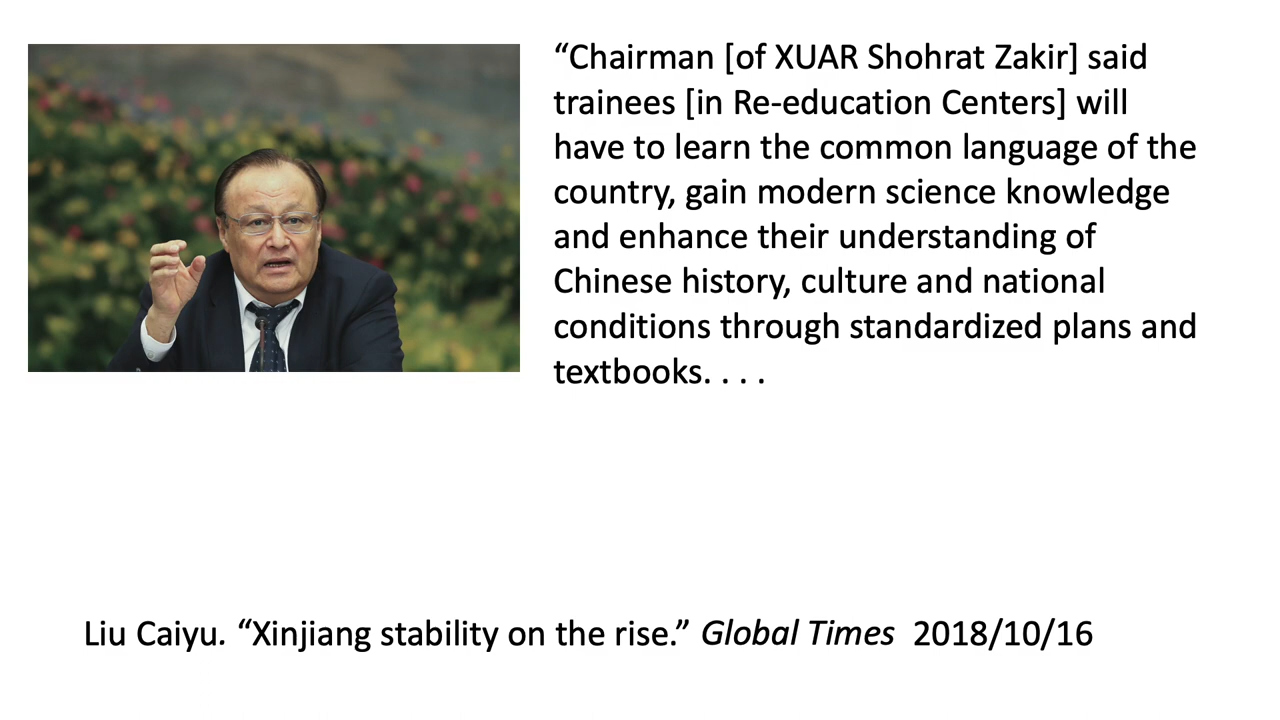 “Chairman [of XUAR Shohrat Zakir] said
trainees [in Re-education Centers] will
have to learn the common language of the
country, gain modern science knowledge
and enhance their understanding of
Chinese history, culture and national
conditions through standardized plans and
textbooks. . . .
Liu Caiyu. “Xinjiang stability on the rise.” Global Times 2018/10/16